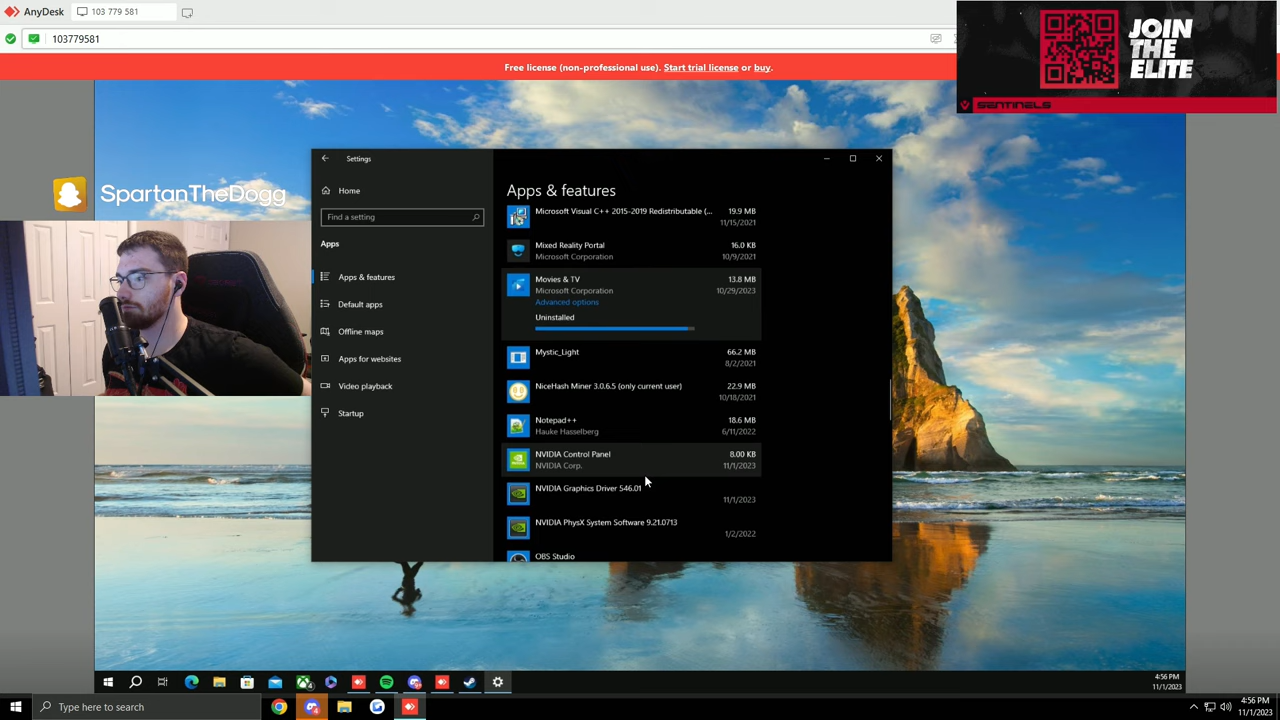 AnyDesk
103 779 581
103779581
Free license (non-professional use). Start trial license or buy.
JOIN
THE
ELITE
SENTINELS
SpartanTheDogg
Settings
Home
Find a setting
Apps
Apps & features
Default apps
Offline maps
Apps for websites
Video playback
Startup
Apps & features
Microsoft Visual C++ 2015-2019 Redistributable (... 19.9 MB
11/15/2021
Mixed Reality Portal 16.0 KB
Microsoft Corporation 10/9/2021
Movies & TV 13.8 MB
Microsoft Corporation 10/29/2023
Advanced options
Uninstalled
Mystic_Light 66.2 MB
8/2/2021
NiceHash Miner 3.0.6.5 (only current user) 22.9 MB
10/18/2021
Notepad++ 18.6 MB
Hauke Hasselberg 6/11/2022
NVIDIA Control Panel 8.00 KB
NVIDIA Corp. 11/1/2023
NVIDIA Graphics Driver 546.01
11/1/2023
NVIDIA PhysX System Software 9.21.0713
1/2/2022
OBS Studio
4:56 PM
11/1/2023
Type here to search
4:56 PM
11/1/2023